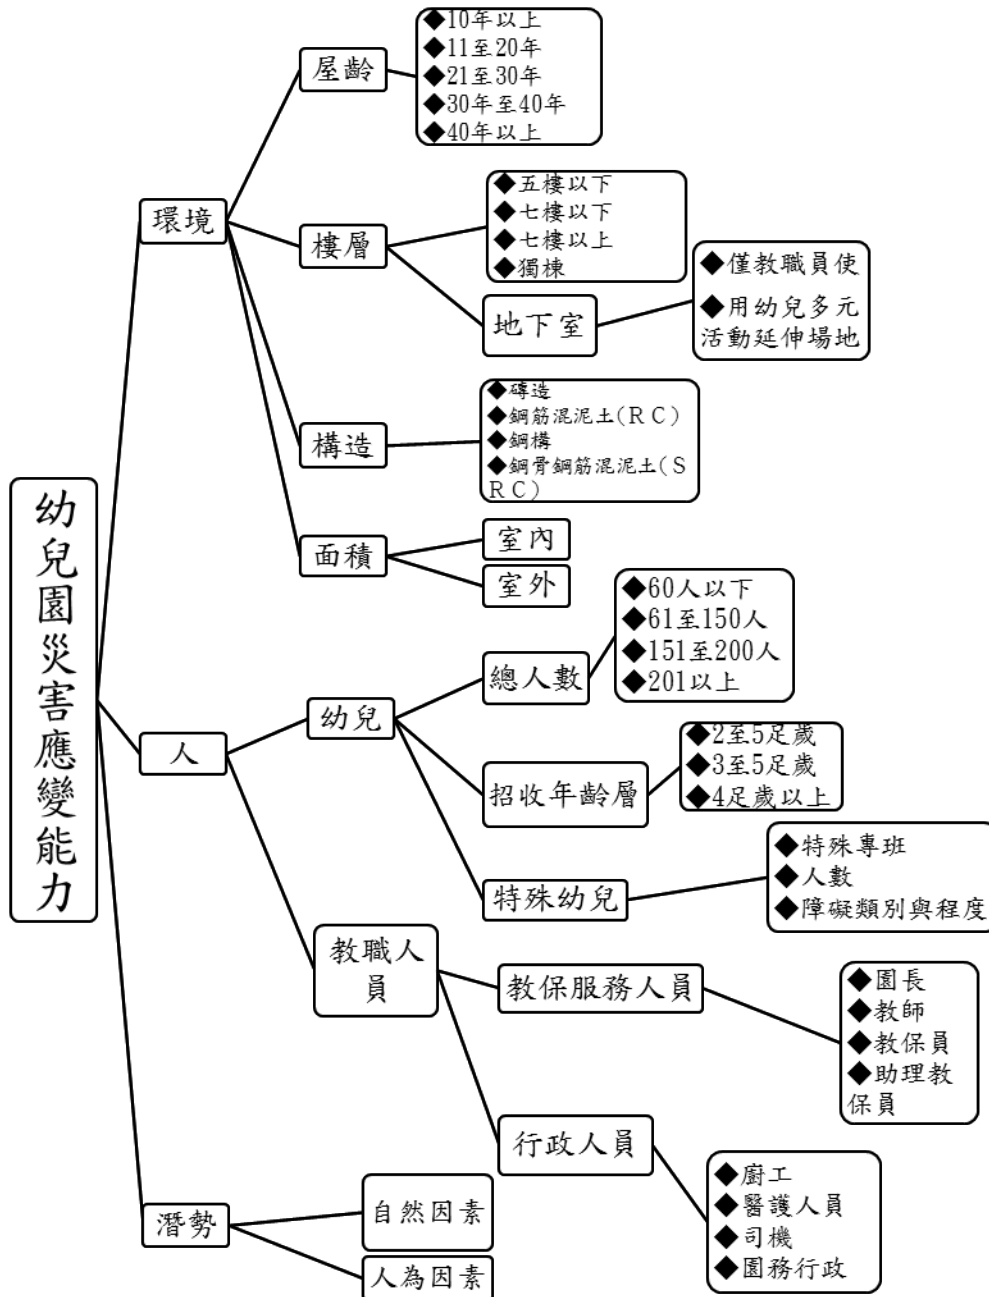 幼兒園災害應變能力
環境
屋齡
◆10年以上
◆11至20年
◆21至30年
◆30年至40年
◆40年以上
樓層
◆五樓以下
◆七樓以下
◆七樓以上
◆獨棟
地下室
◆僅教職員使
◆用幼兒多元
活動延伸場地
構造
◆磚造
◆鋼筋混泥土(ＲＣ)
◆鋼構
◆鋼骨鋼筋混泥土(Ｓ
ＲＣ)
面積
室內
室外
人
幼兒
總人數
◆60人以下
◆61至150人
◆151至200人
◆201以上
招收年齡層
◆2至5足歲
◆3至5足歲
◆4足歲以上
特殊幼兒
◆特殊專班
◆人數
◆障礙類別與程度
教職人
員
教保服務人員
◆園長
◆教師
◆教保員
◆助理教
保員
行政人員
◆廚工
◆醫護人員
◆司機
◆園務行政
潛勢
自然因素
人為因素